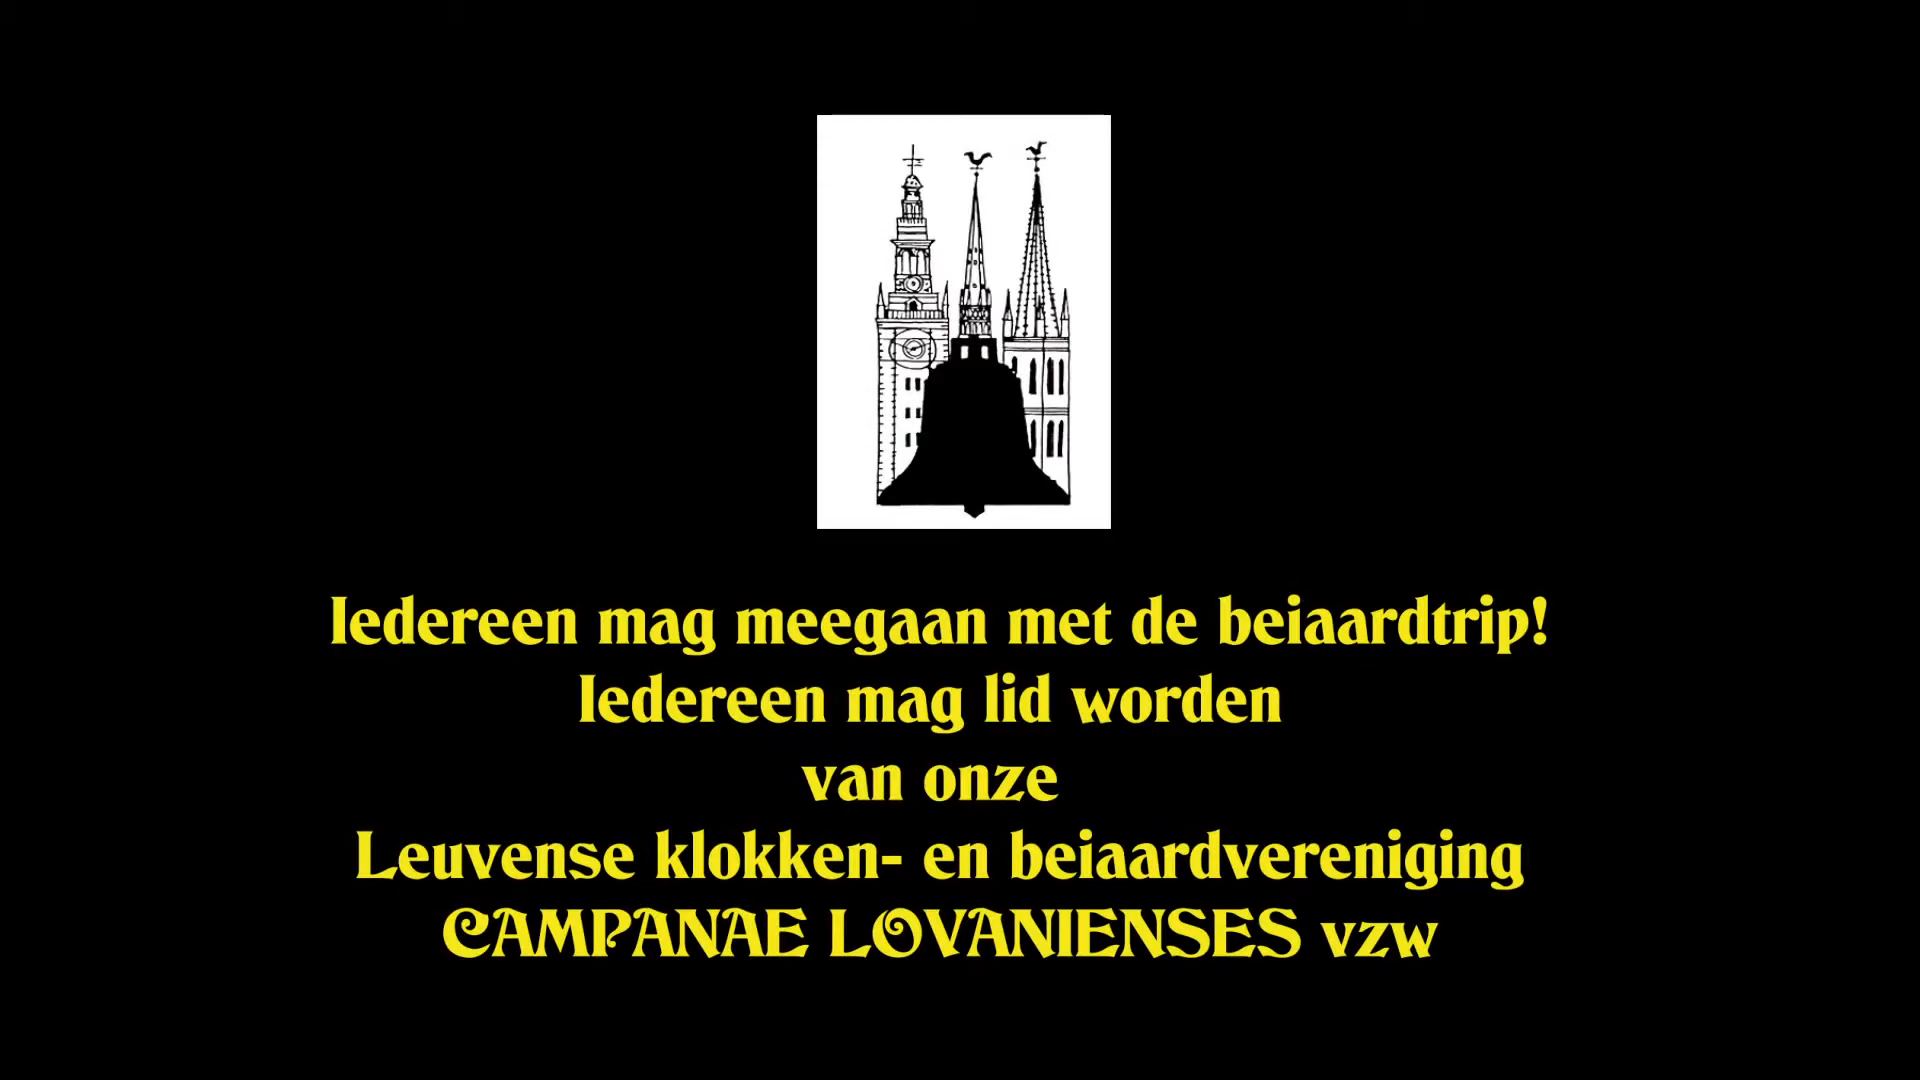 Iedereen mag meegaan met de beiaardtrip!
Iedereen mag lid worden
van onze
Leuvense klokken- en beiaardvereniging
CAMPANAE LOVANIENSES vzw